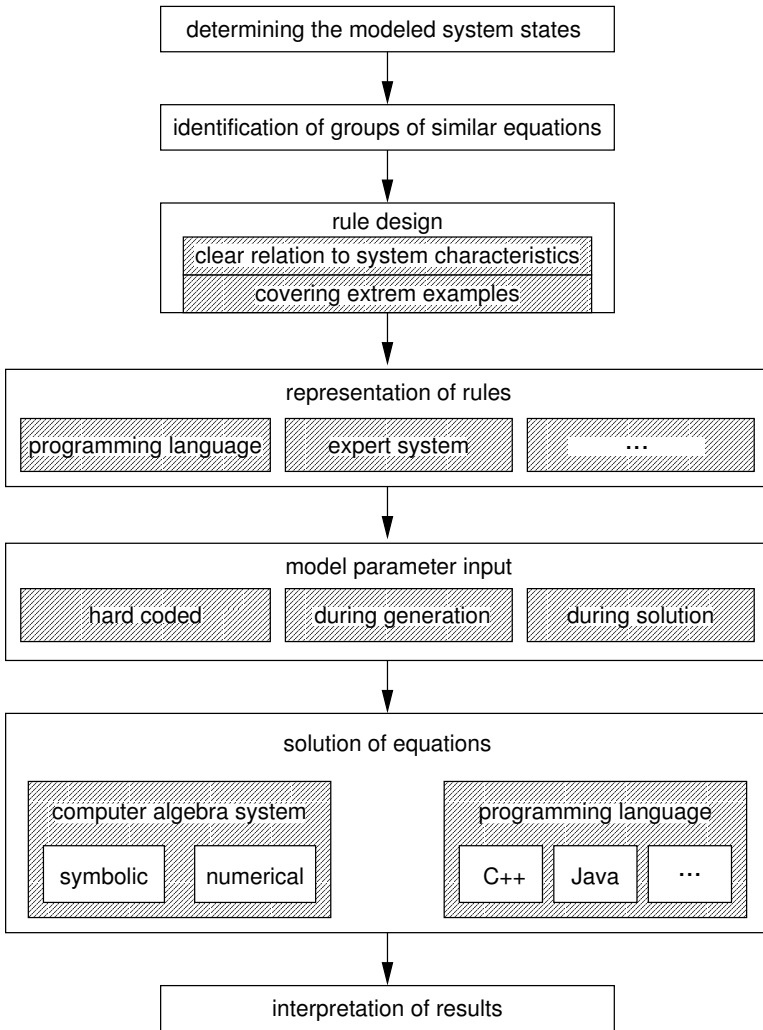 determining the modeled system states
identification of groups of similar equations
rule design
clear relation to system characteristics
covering extrem examples
representation of rules
programming language
expert system
...
model parameter input
hard coded
during generation
during solution
solution of equations
computer algebra system
symbolic
numerical
programming language
C++
Java
...
interpretation of results